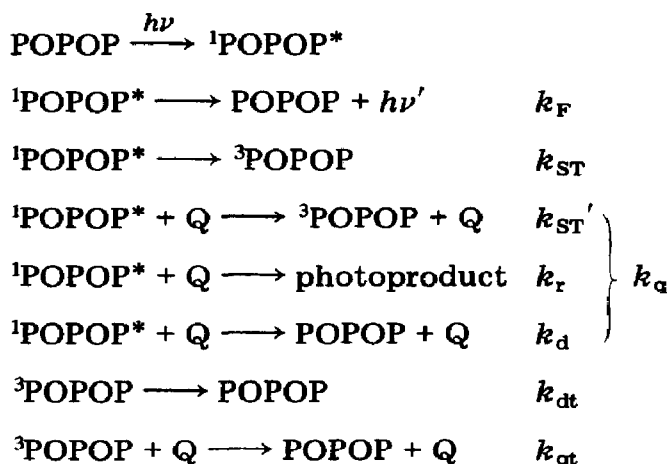 POPOP —hν→ ¹POPOP*
¹POPOP* ⟶ POPOP + hν′ k_F
¹POPOP* ⟶ ³POPOP k_ST
¹POPOP* + Q ⟶ ³POPOP + Q k_ST′
¹POPOP* + Q ⟶ photoproduct k_r } k_q
¹POPOP* + Q ⟶ POPOP + Q k_d
³POPOP ⟶ POPOP k_dt
³POPOP + Q ⟶ POPOP + Q k_qt